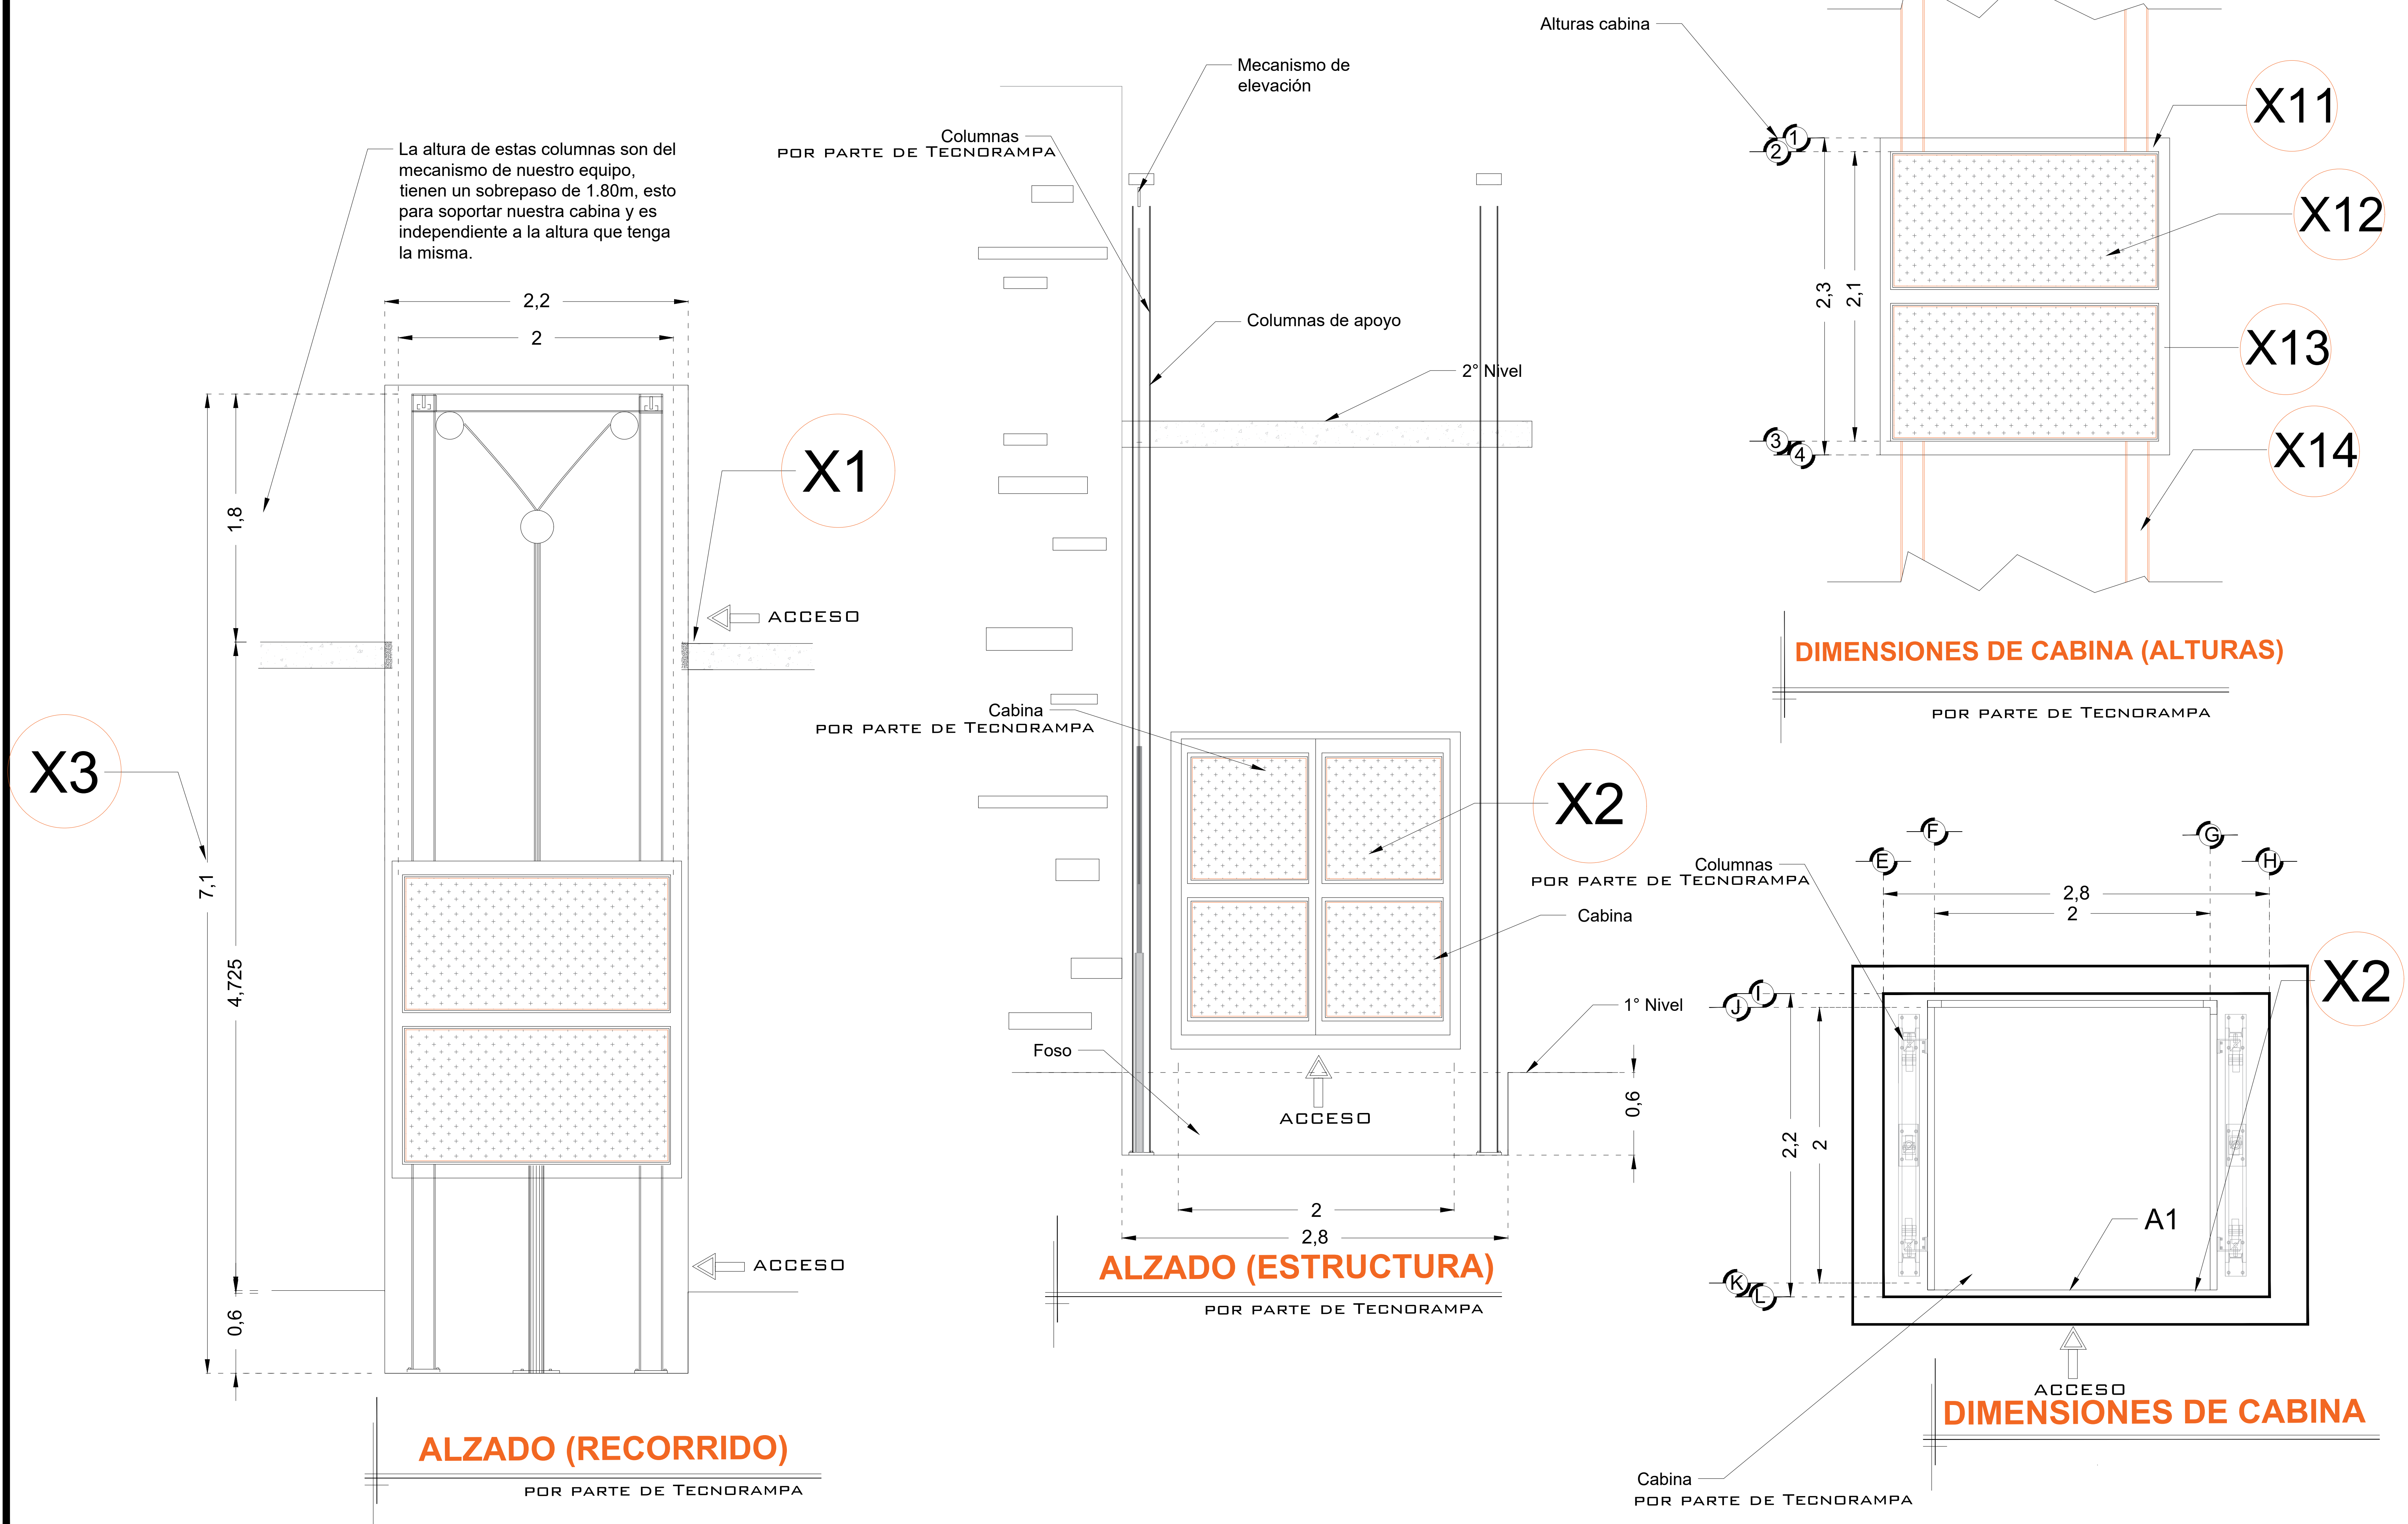 La altura de estas columnas son del
mecanismo de nuestro equipo,
tienen un sobrepaso de 1.80m, esto
para soportar nuestra cabina y es
independiente a la altura que tenga
la misma.
2,2
2
1,8
X1
ACCESO
X3
7,1
4,725
ACCESO
0,6
ALZADO (RECORRIDO)
POR PARTE DE TECNORAMPA
Mecanismo de
elevación
Columnas
POR PARTE DE TECNORAMPA
Columnas de apoyo
2° Nivel
Cabina
POR PARTE DE TECNORAMPA
X2
Cabina
1° Nivel
Foso
ACCESO
0,6
2
2,8
ALZADO (ESTRUCTURA)
POR PARTE DE TECNORAMPA
Alturas cabina
1
2
2,3
2,1
3
4
X11
X12
X13
X14
DIMENSIONES DE CABINA (ALTURAS)
POR PARTE DE TECNORAMPA
F
G
E
H
Columnas
POR PARTE DE TECNORAMPA
2,8
2
X2
I
J
2,2
2
A1
K
L
ACCESO
DIMENSIONES DE CABINA
Cabina
POR PARTE DE TECNORAMPA